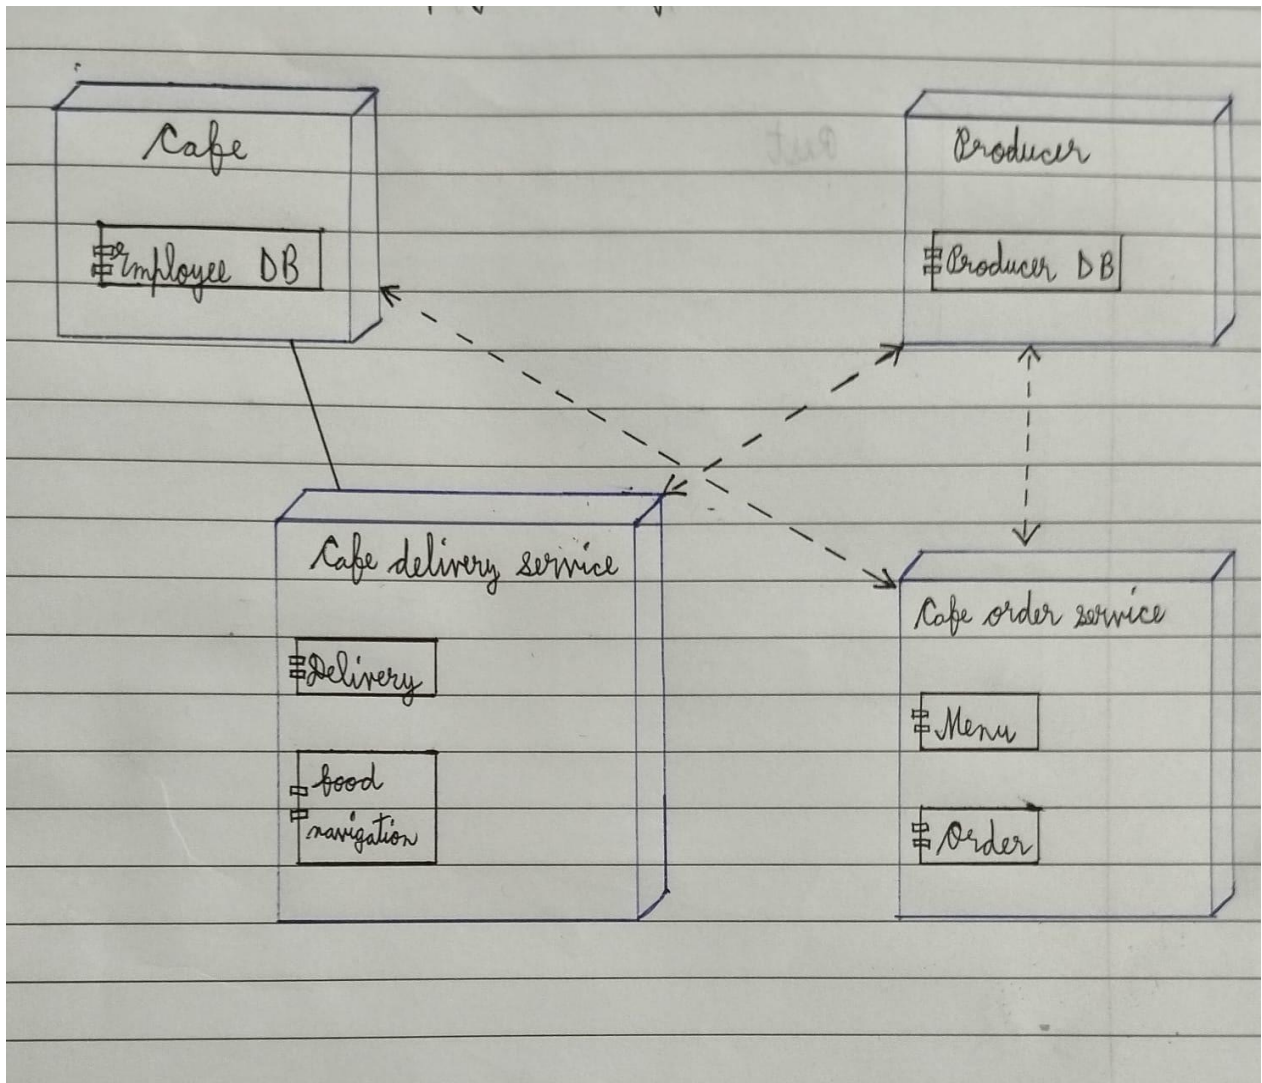 Cafe
Employee DB
Producer
Producer DB
Cafe delivery service
Delivery
food
navigation
Cafe order service
Menu
Order